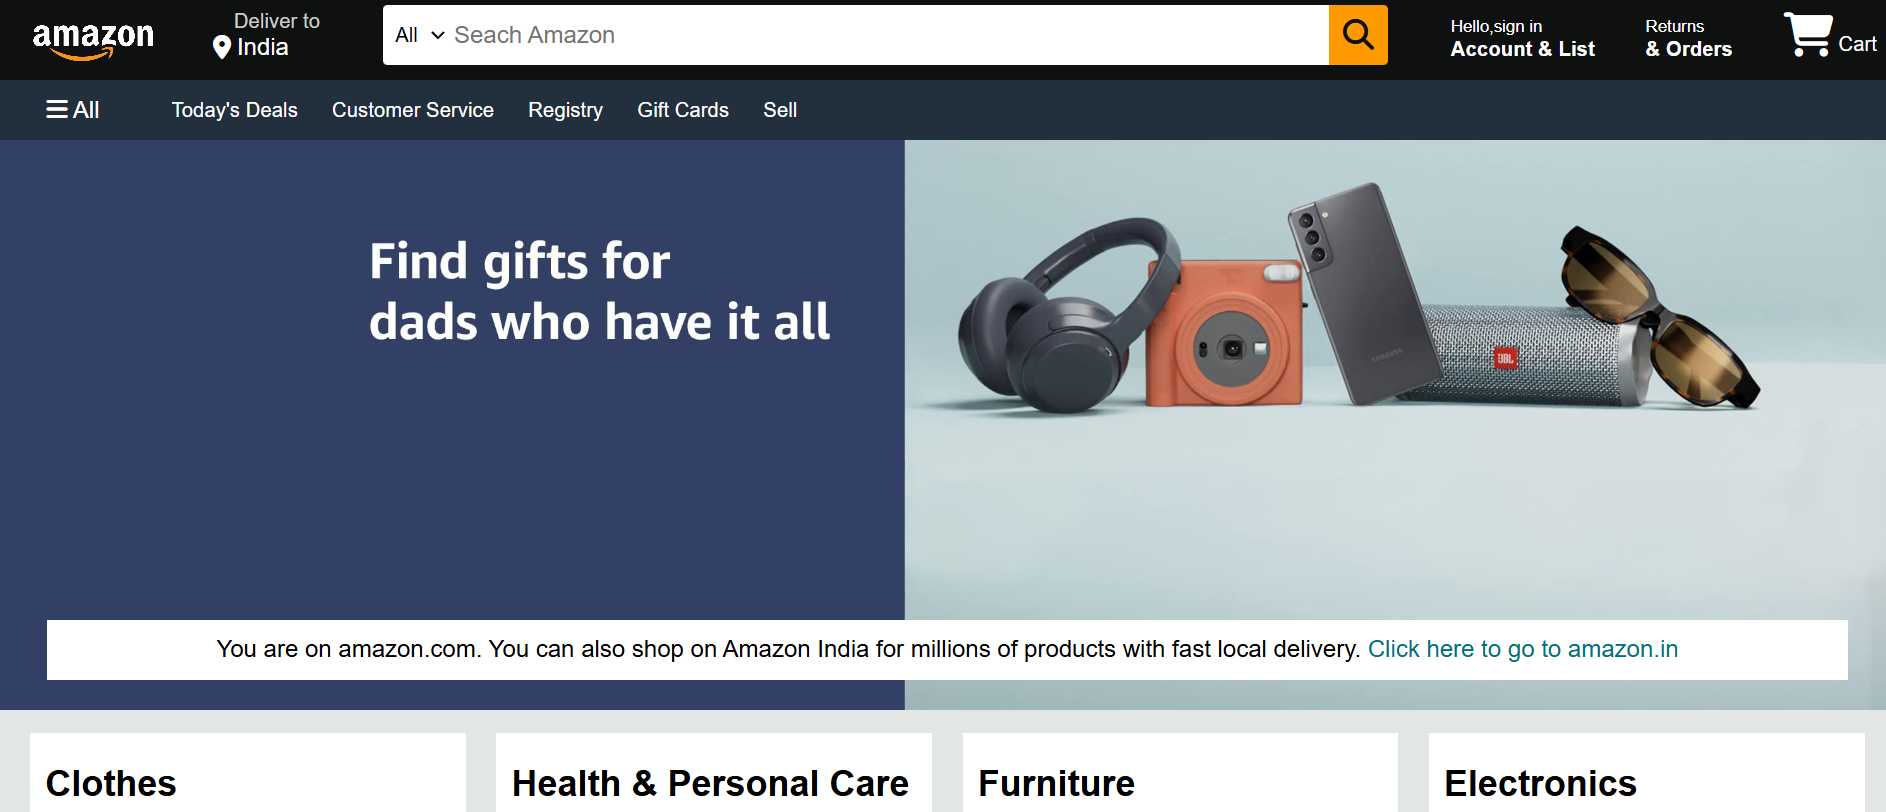 amazon
Deliver to
India
All
Seach Amazon
Hello,sign in
Account & List
Returns
& Orders
Cart
All
Today's Deals
Customer Service
Registry
Gift Cards
Sell
Find gifts for
dads who have it all
SAMSUNG
JBL
You are on amazon.com. You can also shop on Amazon India for millions of products with fast local delivery. Click here to go to amazon.in
Clothes
Health & Personal Care
Furniture
Electronics